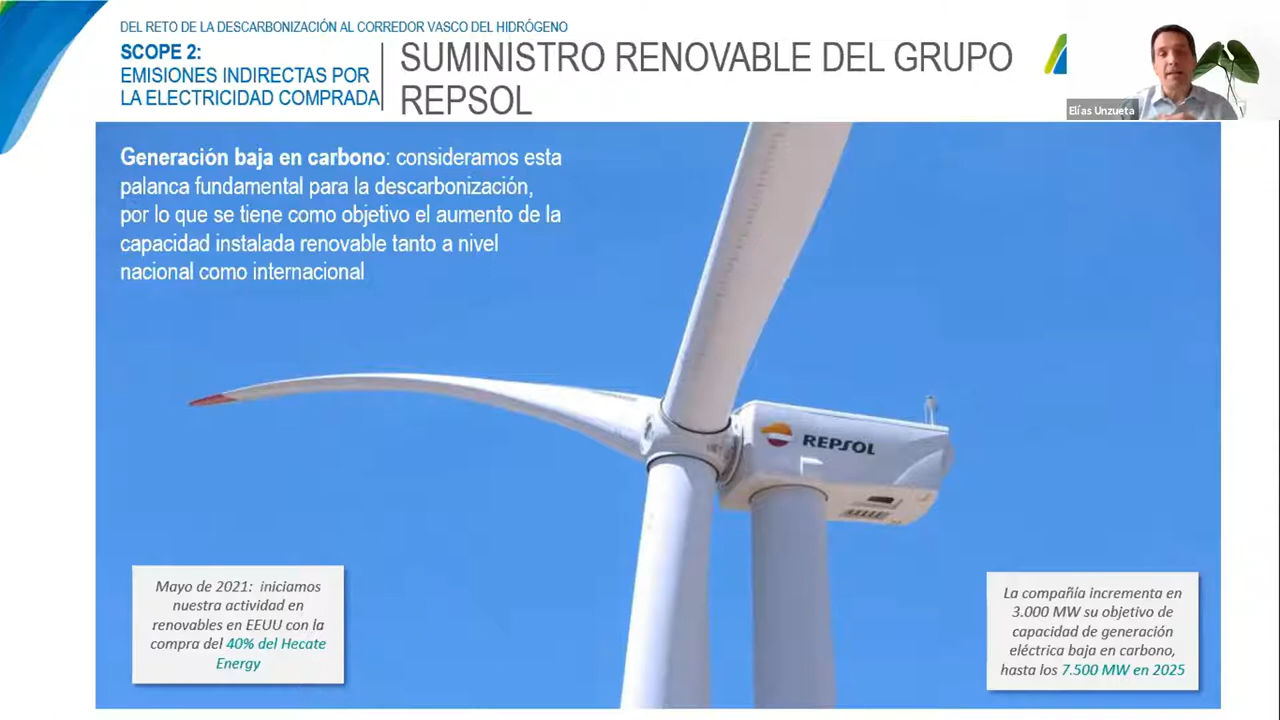 DEL RETO DE LA DESCARBONIZACIÓN AL CORREDOR VASCO DEL HIDRÓGENO
SCOPE 2:
EMISIONES INDIRECTAS POR
LA ELECTRICIDAD COMPRADA
SUMINISTRO RENOVABLE DEL GRUPO
REPSOL
Elías Unzueta
Generación baja en carbono: consideramos esta
palanca fundamental para la descarbonización,
por lo que se tiene como objetivo el aumento de la
capacidad instalada renovable tanto a nivel
nacional como internacional
REPSOL
Mayo de 2021: iniciamos
nuestra actividad en
renovables en EEUU con la
compra del 40% del Hecate
Energy
La compañía incrementa en
3.000 MW su objetivo de
capacidad de generación
eléctrica baja en carbono,
hasta los 7.500 MW en 2025